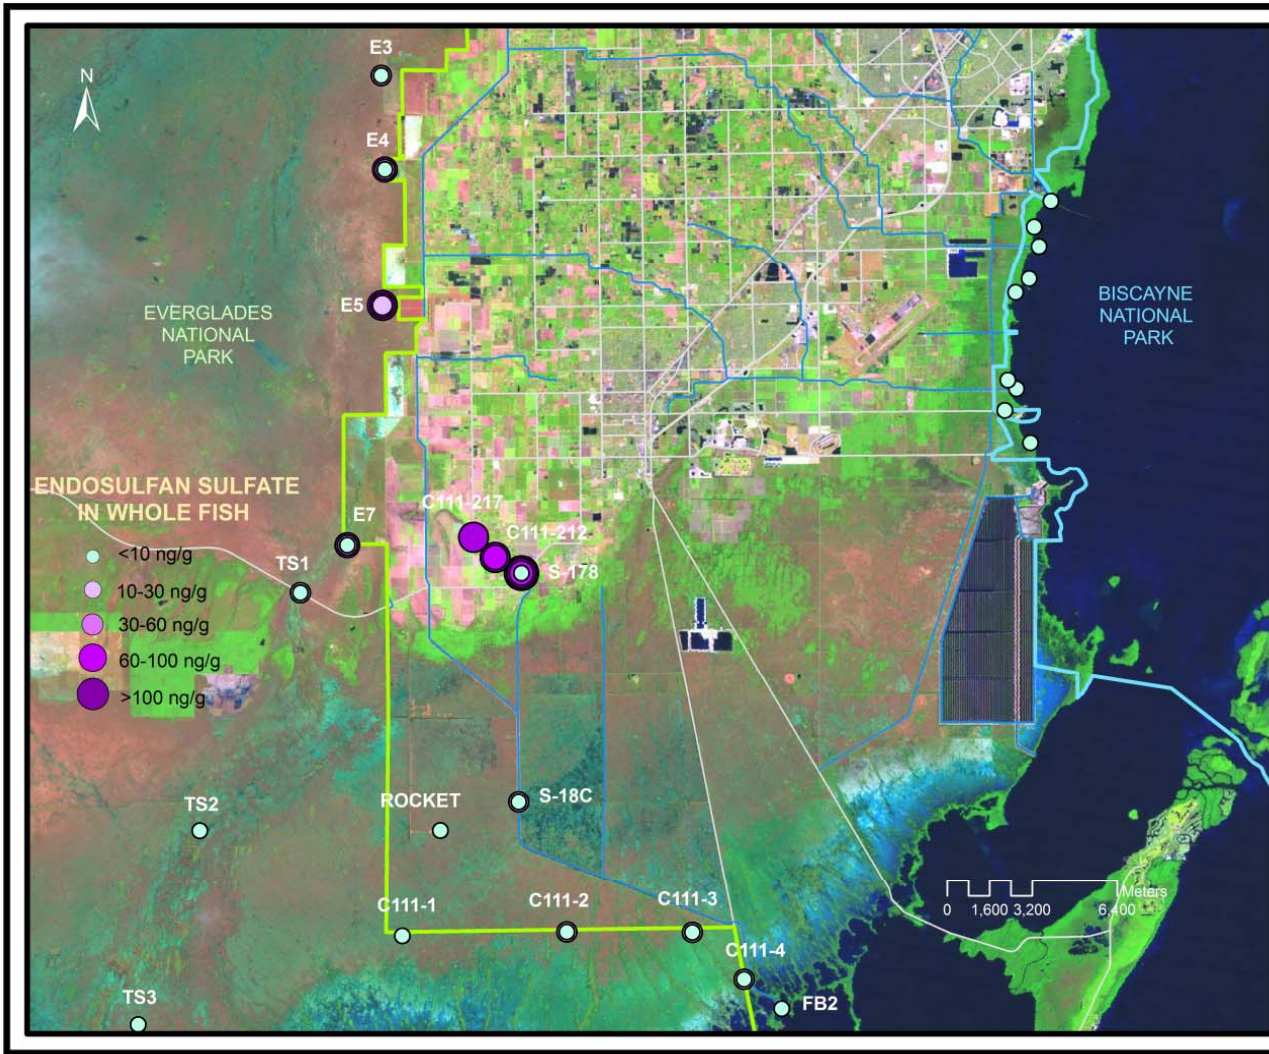 E3
N
E4
E5
EVERGLADES
NATIONAL
PARK
BISCAYNE
NATIONAL
PARK
ENDOSULFAN SULFATE
IN WHOLE FISH
<10 ng/g
10-30 ng/g
30-60 ng/g
60-100 ng/g
>100 ng/g
C111-217
C111-212
S-178
E7
TS1
TS2
ROCKET
S-18C
C111-1
C111-2
C111-3
C111-4
TS3
FB2
Meters
0 1,600 3,200 6,400